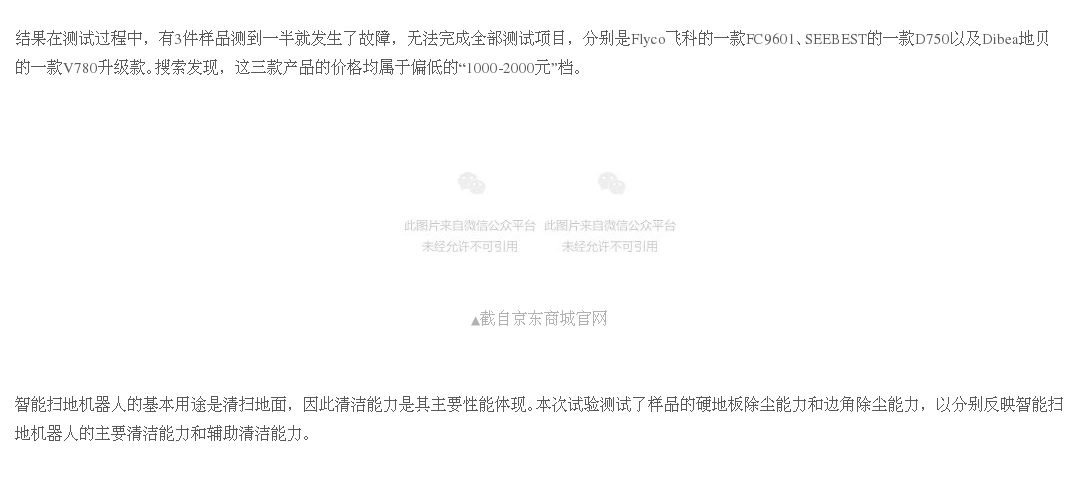 结果在测试过程中，有3件样品测到一半就发生了故障，无法完成全部测试项目，分别是Flyco飞科的一款FC9601、SEEBEST的一款D750以及Dibea地贝
的一款V780升级款。搜索发现，这三款产品的价格均属于偏低的“1000-2000元”档。
此图片来自微信公众平台 此图片来自微信公众平台
未经允许不可引用 未经允许不可引用
▲截自京东商城官网
智能扫地机器人的基本用途是清扫地面，因此清洁能力是其主要性能体现。本次试验测试了样品的硬地板除尘能力和边角除尘能力，以分别反映智能扫
地机器人的主要清洁能力和辅助清洁能力。